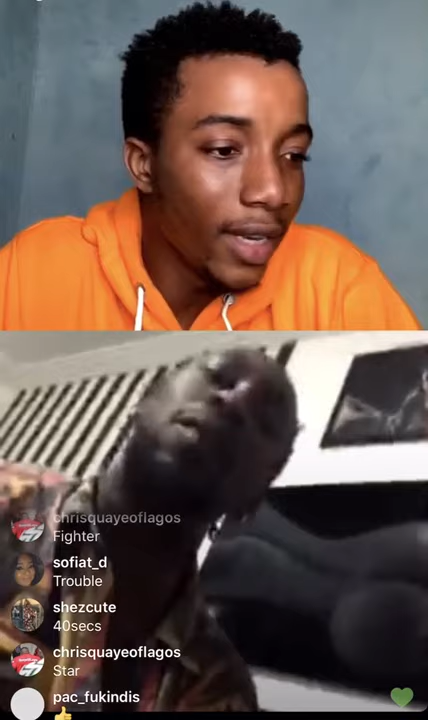 chrisquayeoflagos
Fighter
sofiat_d
Trouble
shezcute
40secs
chrisquayeoflagos
Star
pac_fukindis
👍